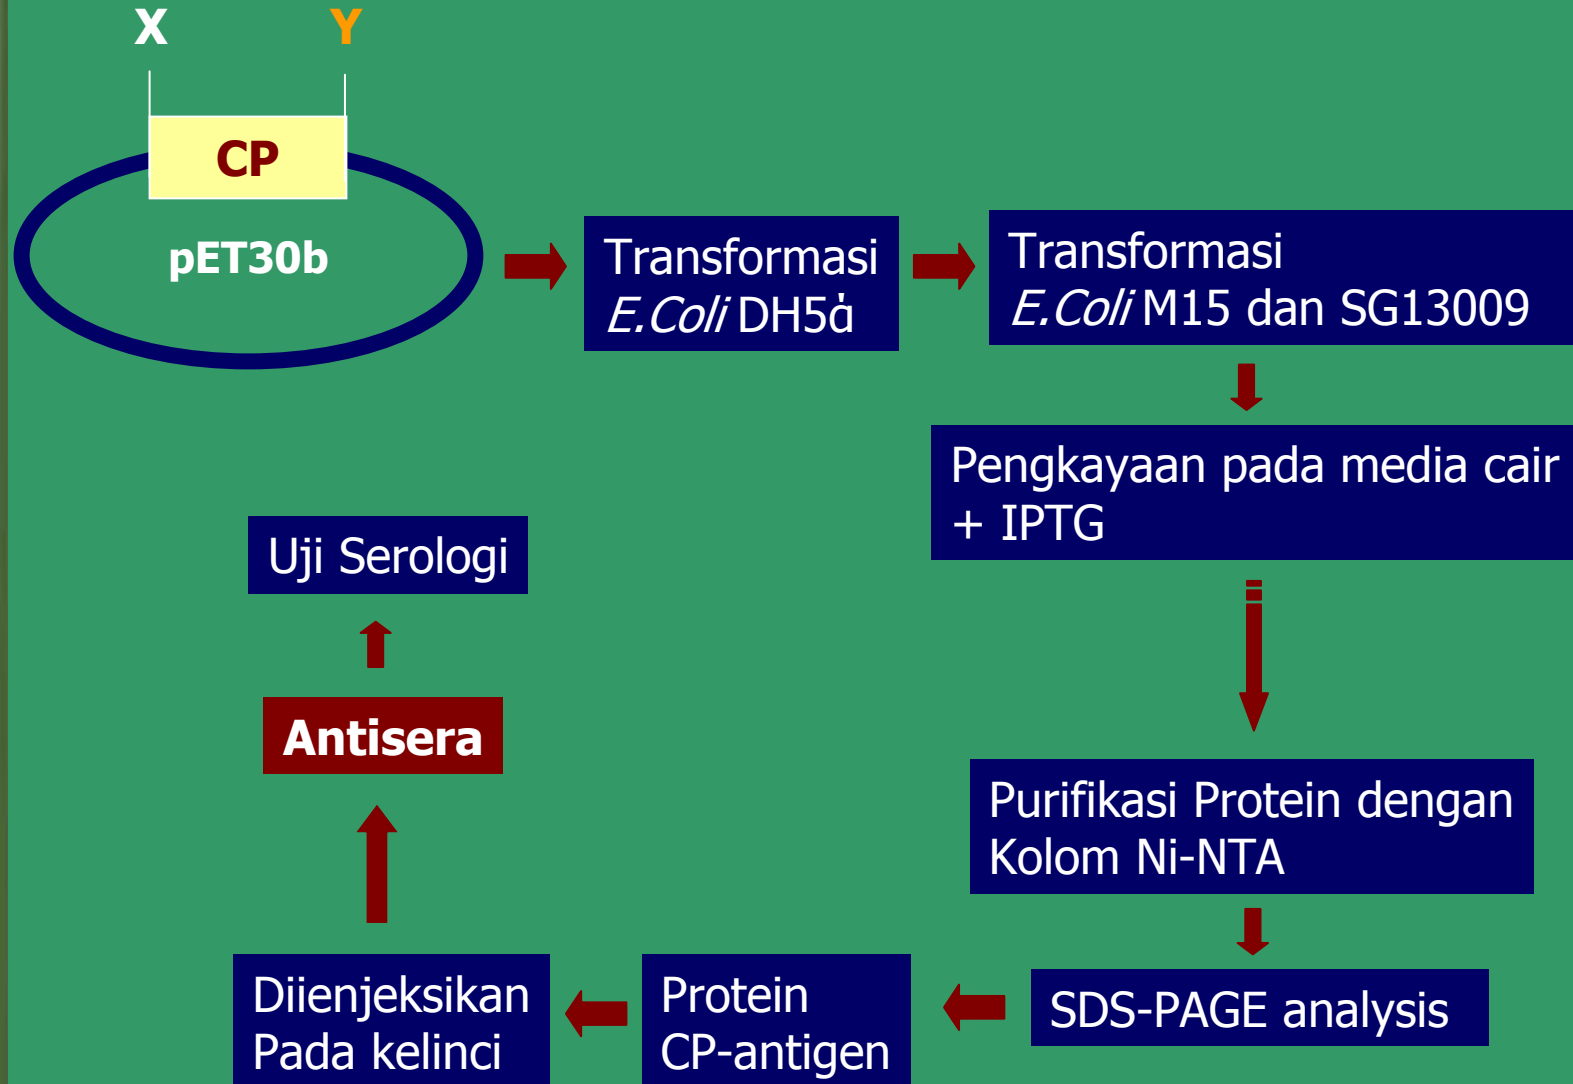 X Y
CP
pET30b
Transformasi
E.Coli DH5ἀ
Transformasi
E.Coli M15 dan SG13009
Pengkayaan pada media cair
+ IPTG
Purifikasi Protein dengan
Kolom Ni-NTA
SDS-PAGE analysis
Protein
CP-antigen
Diienjeksikan
Pada kelinci
Antisera
Uji Serologi